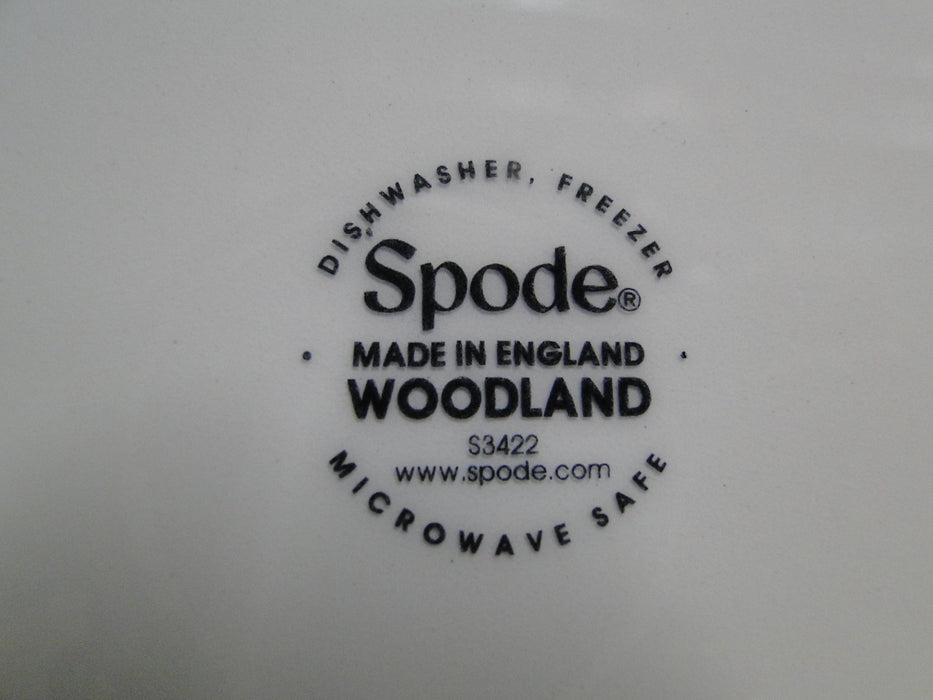 DISHWASHER, FREEZER
Spode®
• MADE IN ENGLAND •
WOODLAND
S3422
www.spode.com
MICROWAVE SAFE